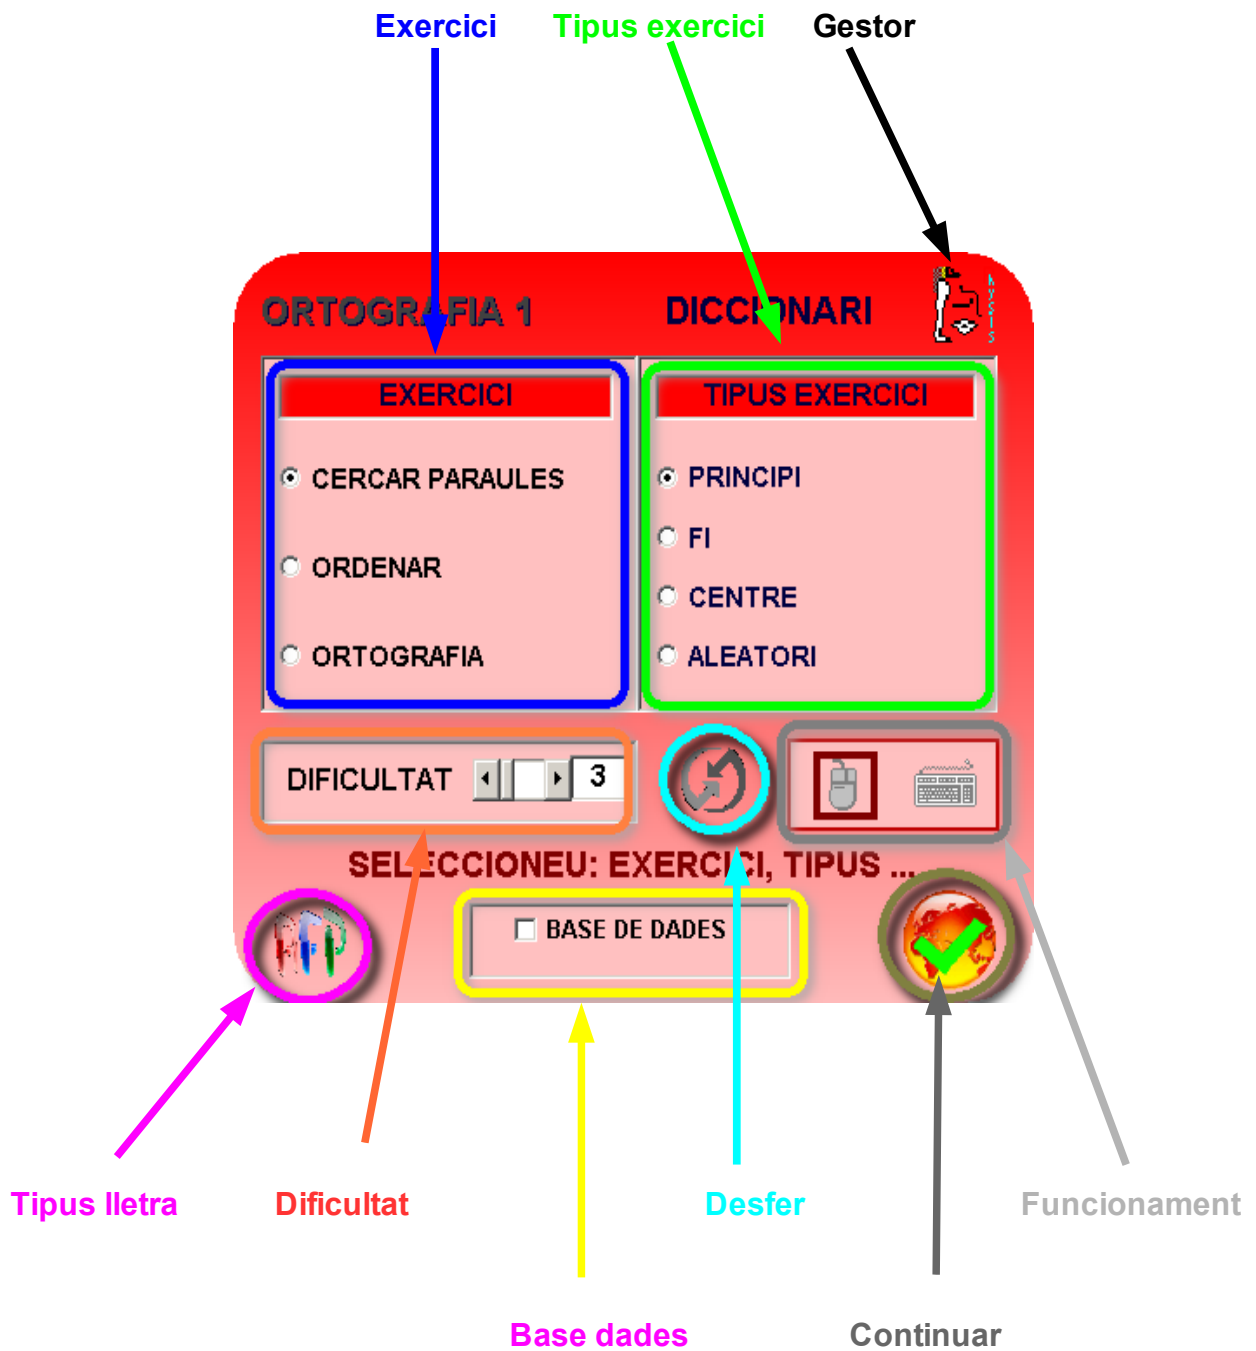 Exercici Tipus exercici Gestor
ORTOGRAFIA 1 DICCIONARI
KYSIS
EXERCICI
CERCAR PARAULES
ORDENAR
ORTOGRAFIA
TIPUS EXERCICI
PRINCIPI
FI
CENTRE
ALEATORI
DIFICULTAT 3
SELECCIONEU: EXERCICI, TIPUS ...
BASE DE DADES
Tipus lletra Dificultat Desfer Funcionament
Base dades Continuar